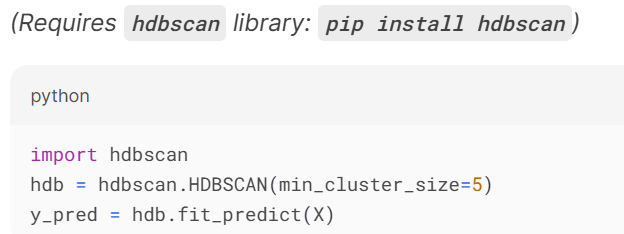 (Requires hdbscan library: pip install hdbscan)
python
import hdbscan
hdb = hdbscan.HDBSCAN(min_cluster_size=5)
y_pred = hdb.fit_predict(X)